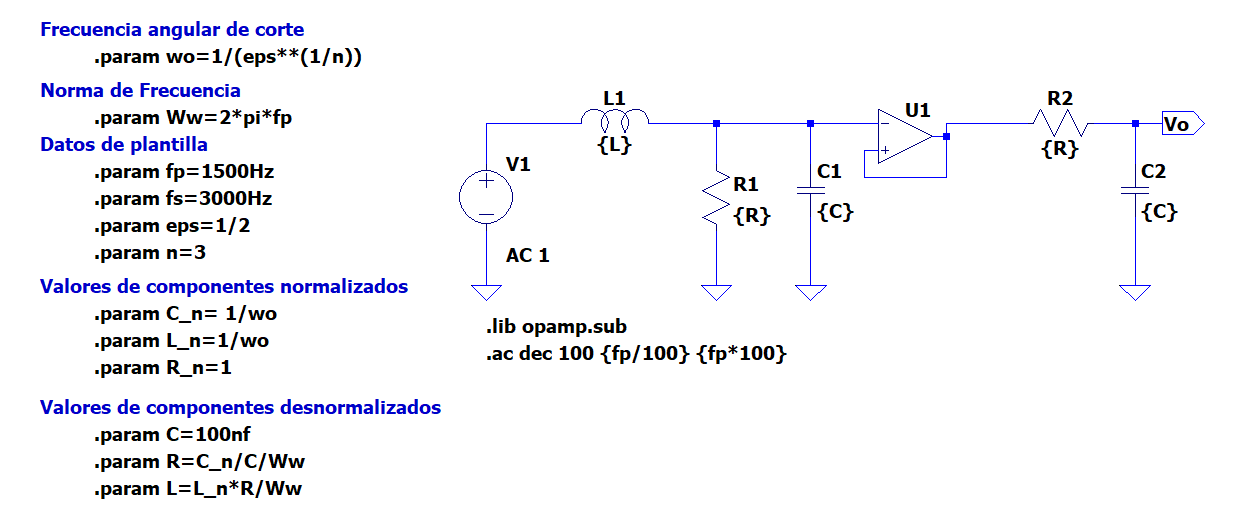 Frecuencia angular de corte
.param wo=1/(eps**(1/n))
Norma de Frecuencia
.param Ww=2*pi*fp
Datos de plantilla
.param fp=1500Hz
.param fs=3000Hz
.param eps=1/2
.param n=3
Valores de componentes normalizados
.param C_n= 1/wo
.param L_n=1/wo
.param R_n=1
Valores de componentes desnormalizados
.param C=100nf
.param R=C_n/C/Ww
.param L=L_n*R/Ww
L1
{L}
V1
AC 1
R1
{R}
C1
{C}
U1
R2
{R}
Vo
C2
{C}
.lib opamp.sub
.ac dec 100 {fp/100} {fp*100}